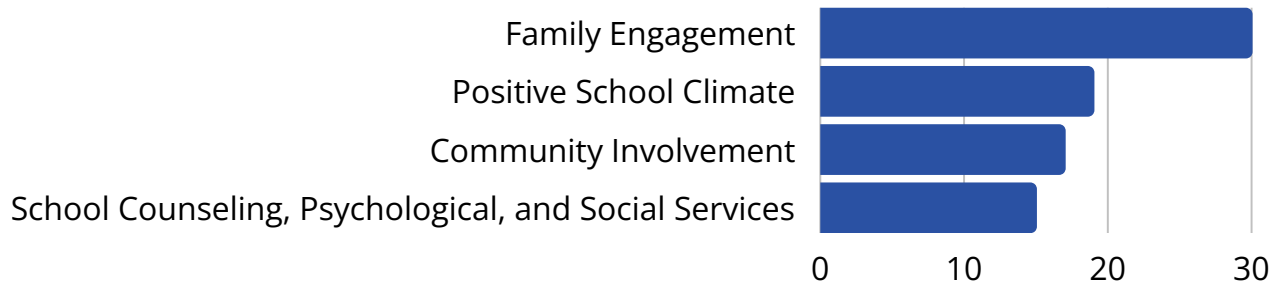 Family Engagement
Positive School Climate
Community Involvement
School Counseling, Psychological, and Social Services
0 10 20 30